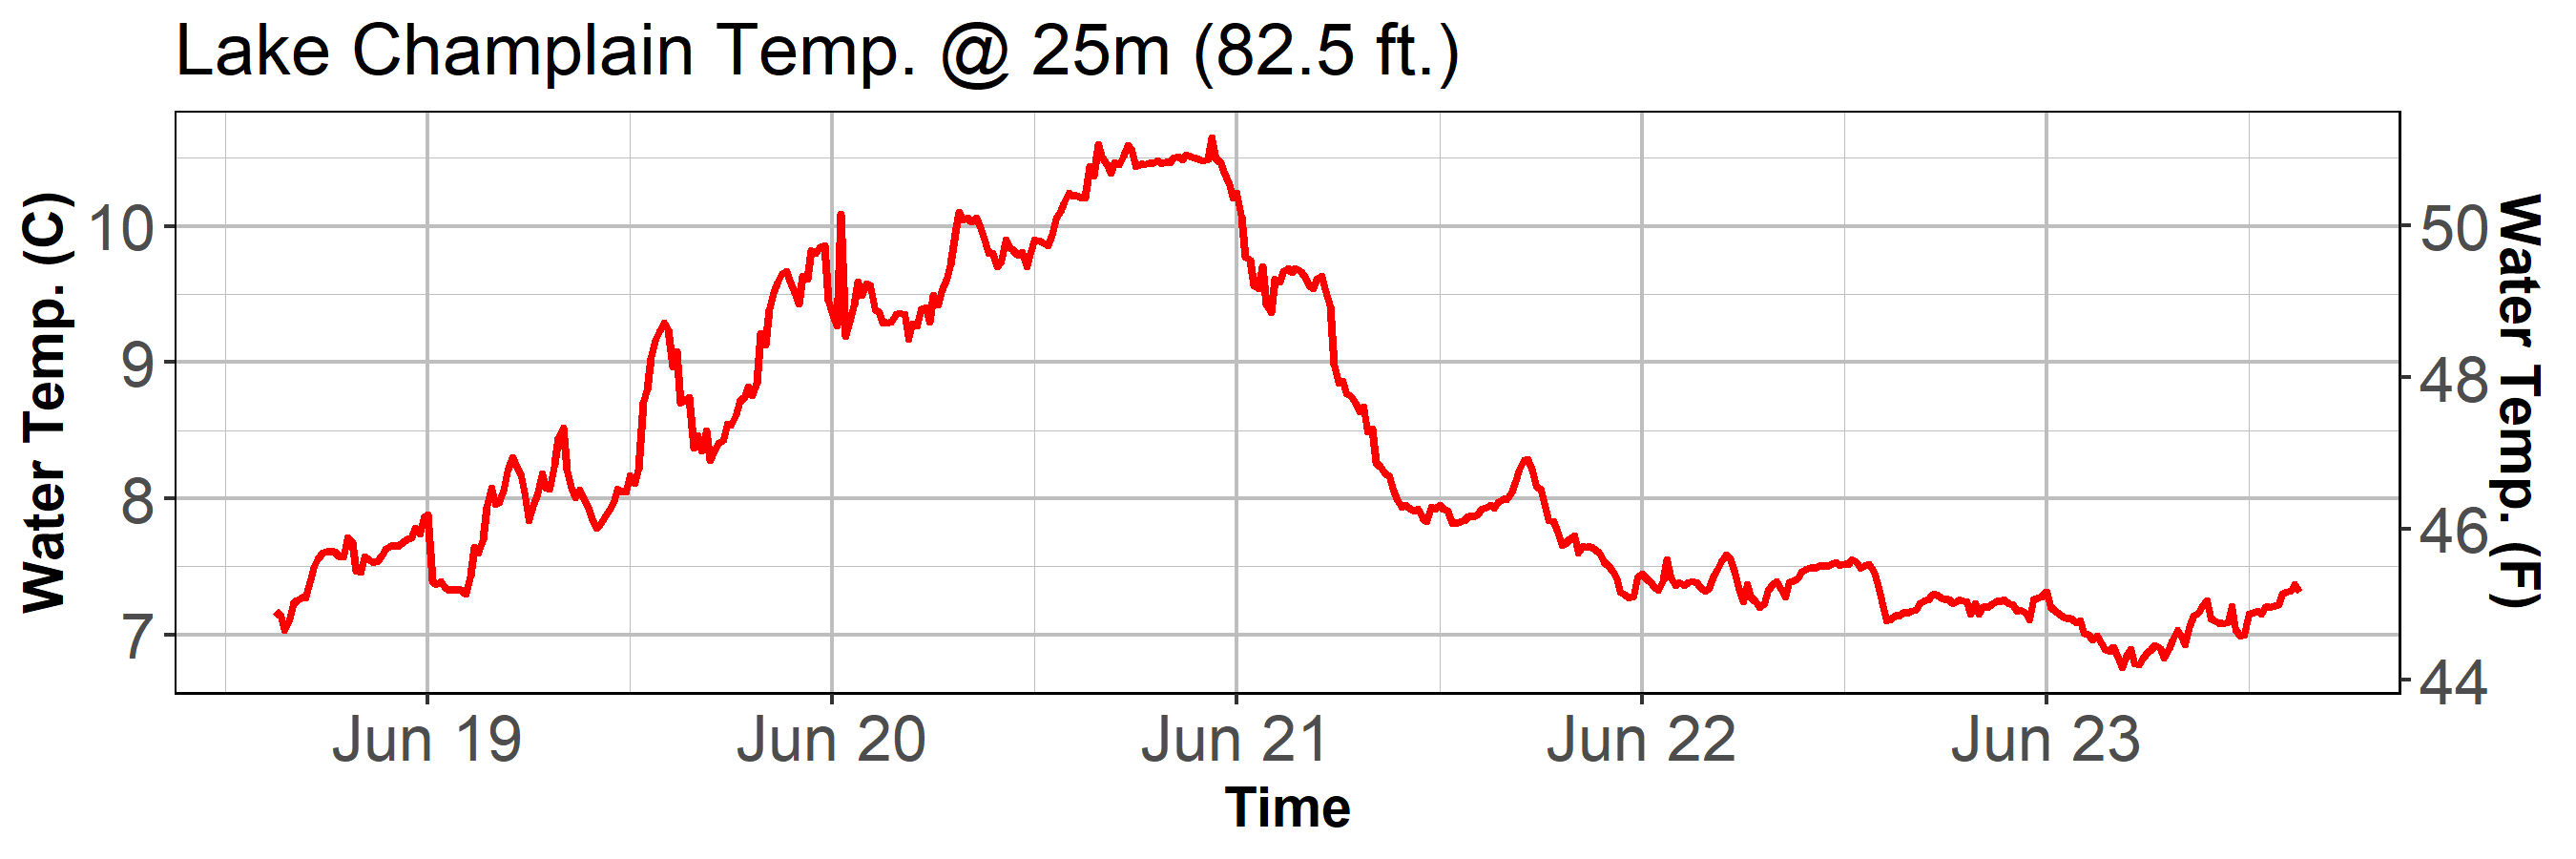 Lake Champlain Temp. @ 25m (82.5 ft.)
Water Temp. (C)
10
9
8
7
50
48
46
44
Water Temp. (F)
Jun 19 Jun 20 Jun 21 Jun 22 Jun 23
Time